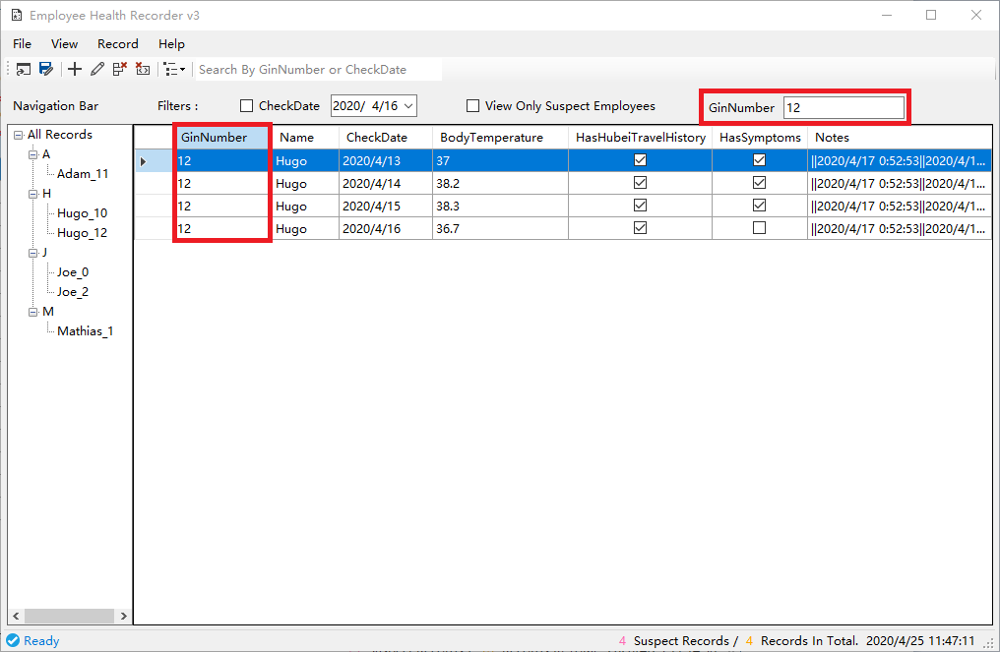 Employee Health Recorder v3
File View Record Help
Search By GinNumber or CheckDate
Navigation Bar Filters : CheckDate 2020/ 4/16 View Only Suspect Employees GinNumber 12
All Records
A
Adam_11
H
Hugo_10
Hugo_12
J
Joe_0
Joe_2
M
Mathias_1
GinNumber Name CheckDate BodyTemperature HasHubeiTravelHistory HasSymptoms Notes
12 Hugo 2020/4/13 37 ||2020/4/17 0:52:53||2020/4/1...
12 Hugo 2020/4/14 38.2 ||2020/4/17 0:52:53||2020/4/1...
12 Hugo 2020/4/15 38.3 ||2020/4/17 0:52:53||2020/4/1...
12 Hugo 2020/4/16 36.7 ||2020/4/17 0:52:53||2020/4/1...
Ready 4 Suspect Records / 4 Records In Total. 2020/4/25 11:47:11